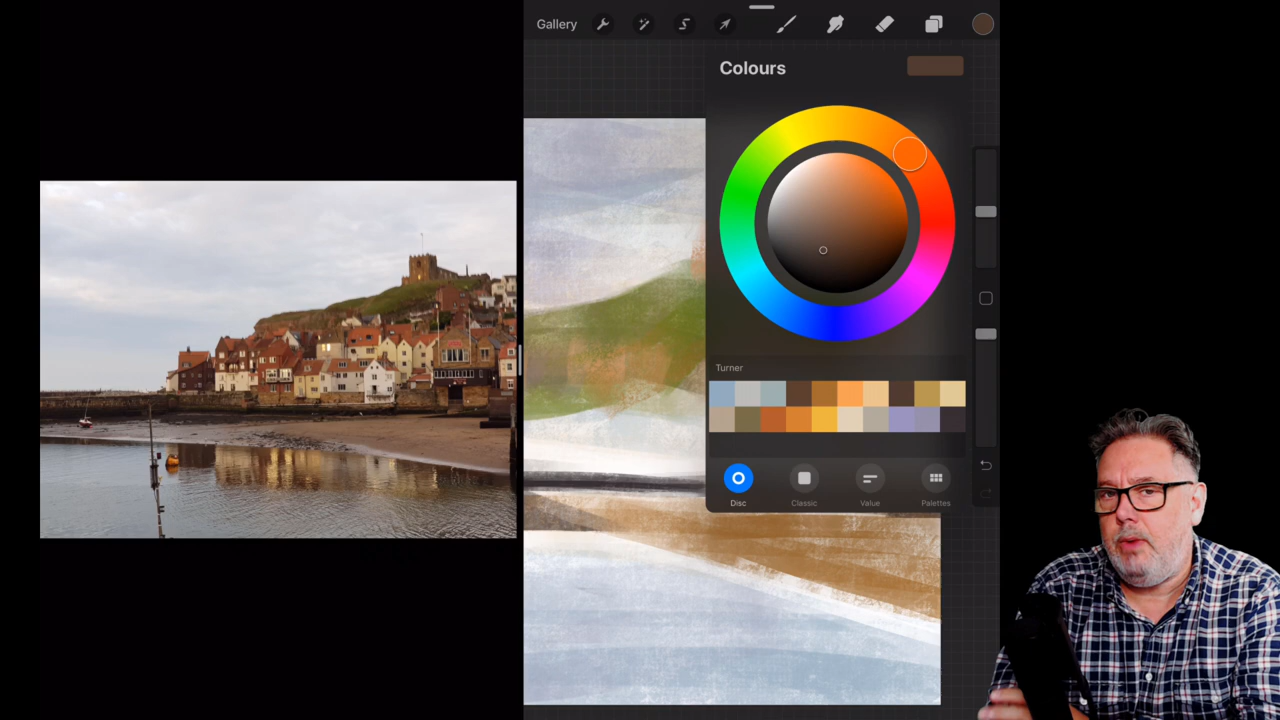 Gallery
Colours
Turner
Disc
Classic
Value
Palettes